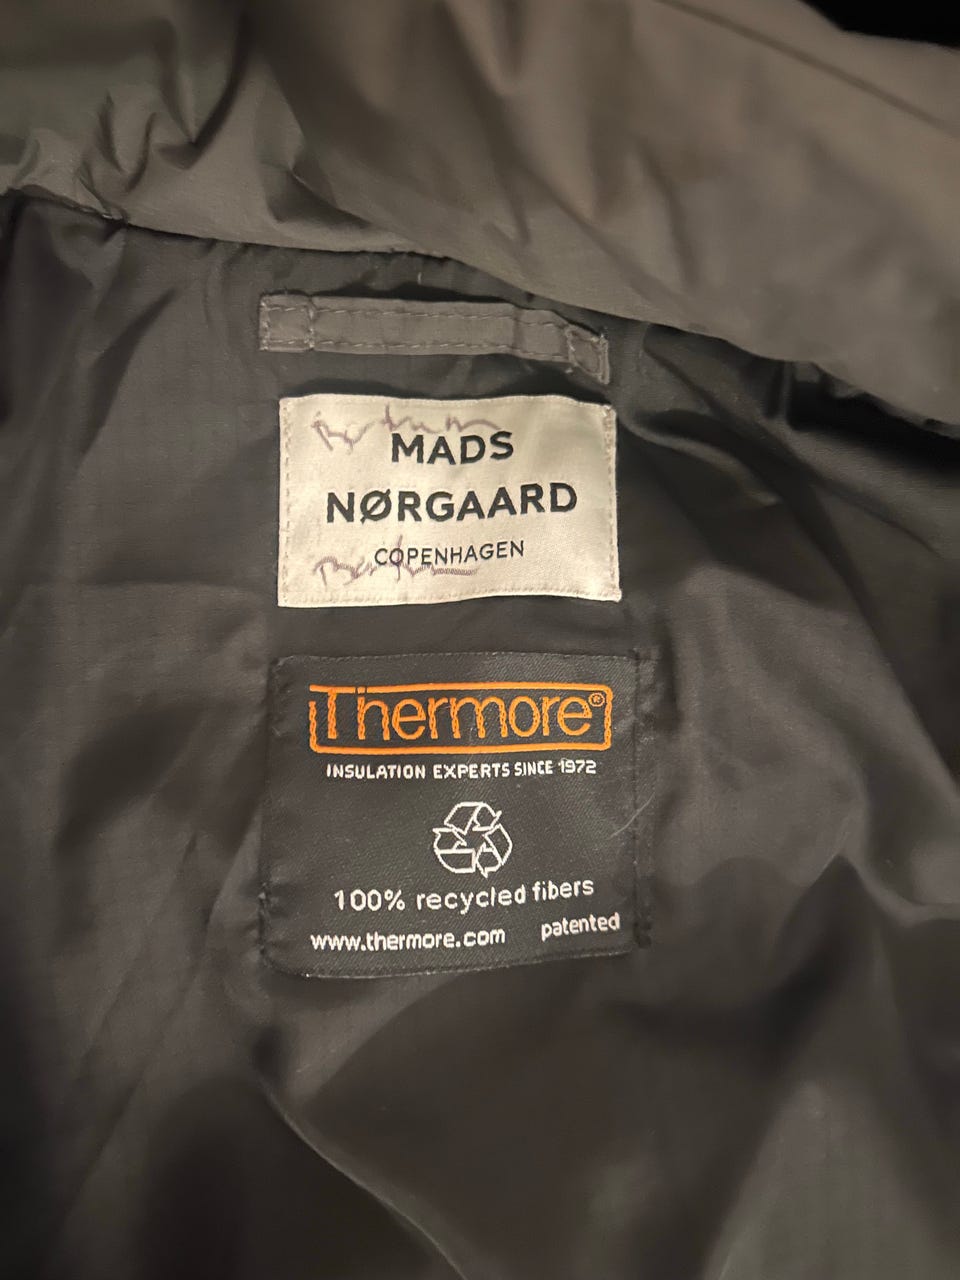 MADS
NØRGAARD
COPENHAGEN
Thermore®
INSULATION EXPERTS SINCE 1972
100% recycled fibers
www.thermore.com patented